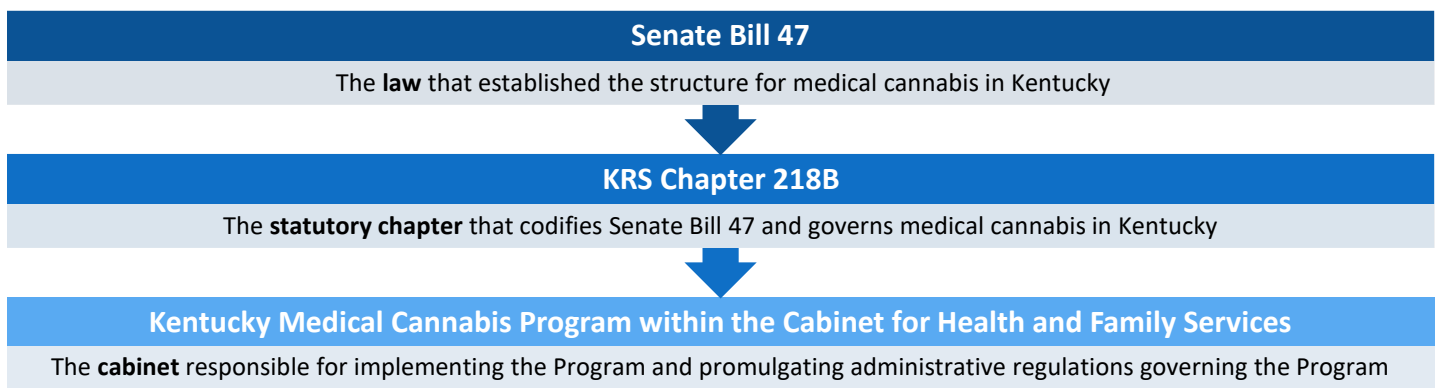 Senate Bill 47
The law that established the structure for medical cannabis in Kentucky
KRS Chapter 218B
The statutory chapter that codifies Senate Bill 47 and governs medical cannabis in Kentucky
Kentucky Medical Cannabis Program within the Cabinet for Health and Family Services
The cabinet responsible for implementing the Program and promulgating administrative regulations governing the Program